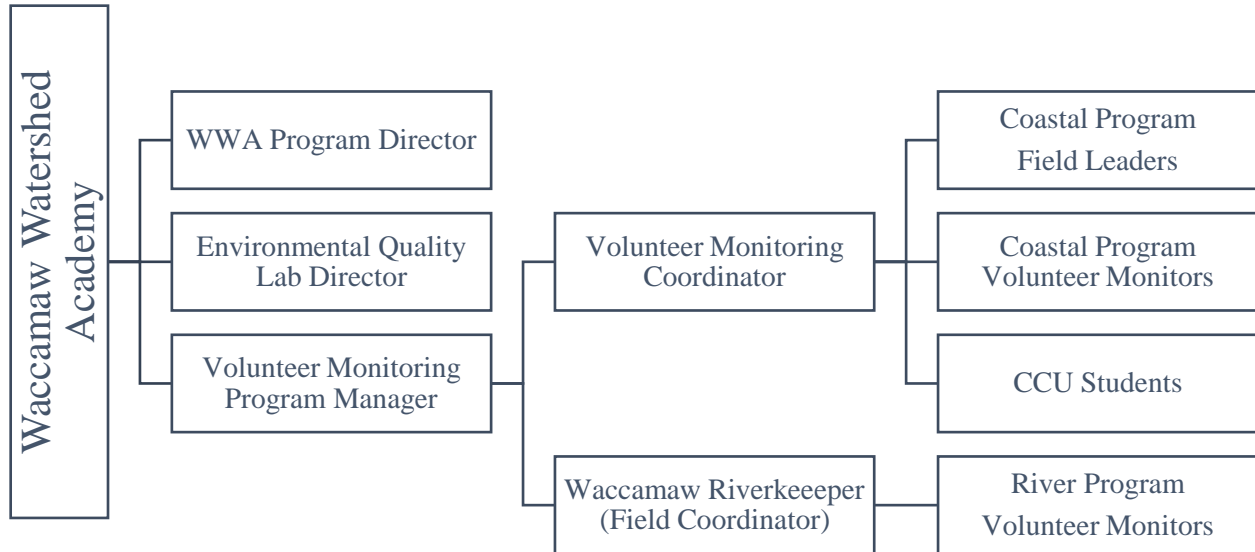 Waccamaw Watershed
Academy
WWA Program Director
Environmental Quality
Lab Director
Volunteer Monitoring
Program Manager
Volunteer Monitoring
Coordinator
Waccamaw Riverkeeeper
(Field Coordinator)
Coastal Program
Field Leaders
Coastal Program
Volunteer Monitors
CCU Students
River Program
Volunteer Monitors